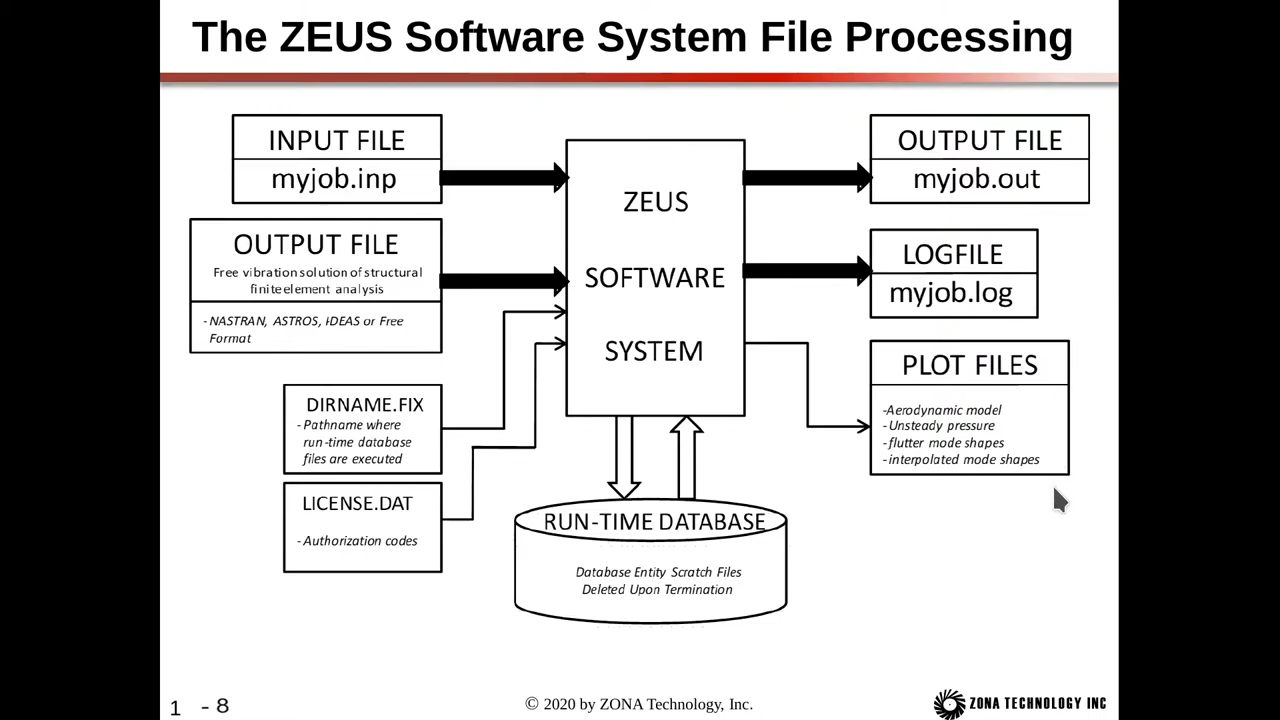 The ZEUS Software System File Processing
INPUT FILE
myjob.inp
OUTPUT FILE
Free vibration solution of structural
finite element analysis
- NASTRAN, ASTROS, I-DEAS or Free
Format
DIRNAME.FIX
- Pathname where
run-time database
files are executed
LICENSE.DAT
- Authorization codes
ZEUS
SOFTWARE
SYSTEM
RUN-TIME DATABASE
Database Entity Scratch Files
Deleted Upon Termination
OUTPUT FILE
myjob.out
LOGFILE
myjob.log
PLOT FILES
-Aerodynamic model
-Unsteady pressure
-flutter mode shapes
-interpolated mode shapes
1 - 8
© 2020 by ZONA Technology, Inc.
ZONA TECHNOLOGY INC